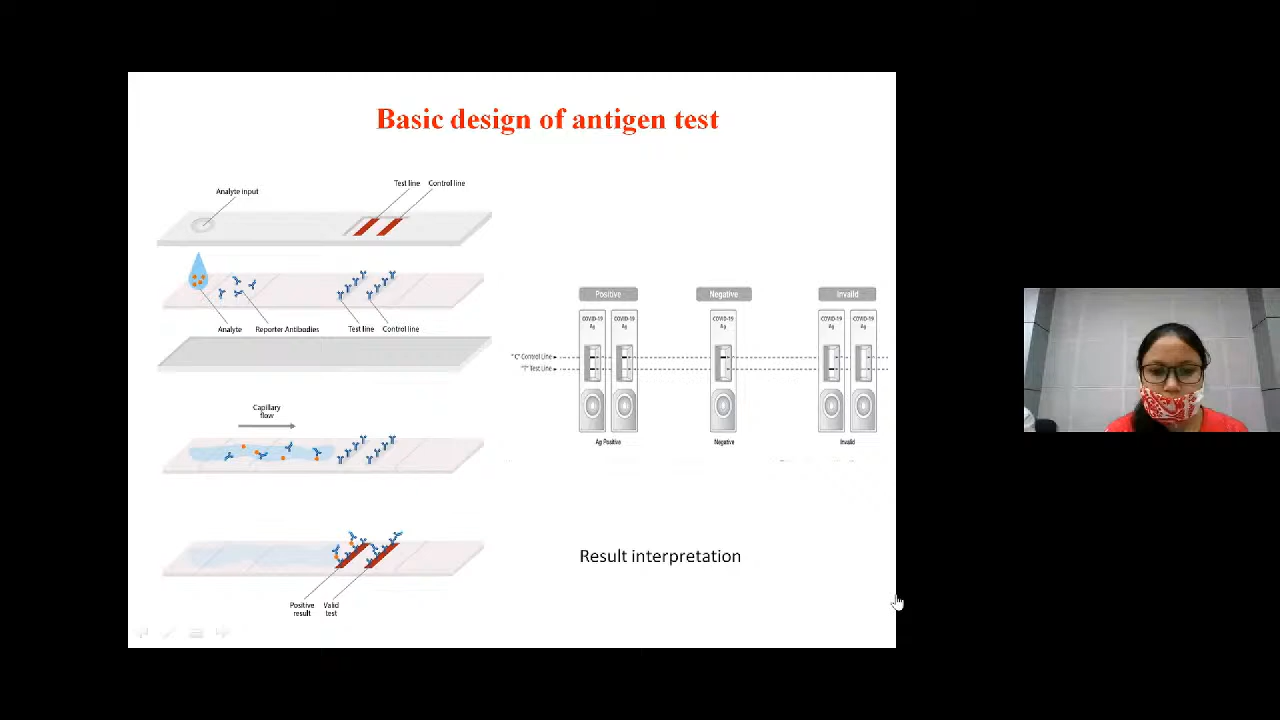 Basic design of antigen test
Test line
Control line
Analyte input
Analyte
Reporter Antibodies
Test line
Control line
Capillary
flow
Positive
result
Valid
test
Positive
Negative
Invalid
COVID-19
Ag
COVID-19
Ag
COVID-19
Ag
COVID-19
Ag
COVID-19
Ag
"C" Control Line
"T" Test Line
Ag Positive
Negative
Invalid
Result interpretation